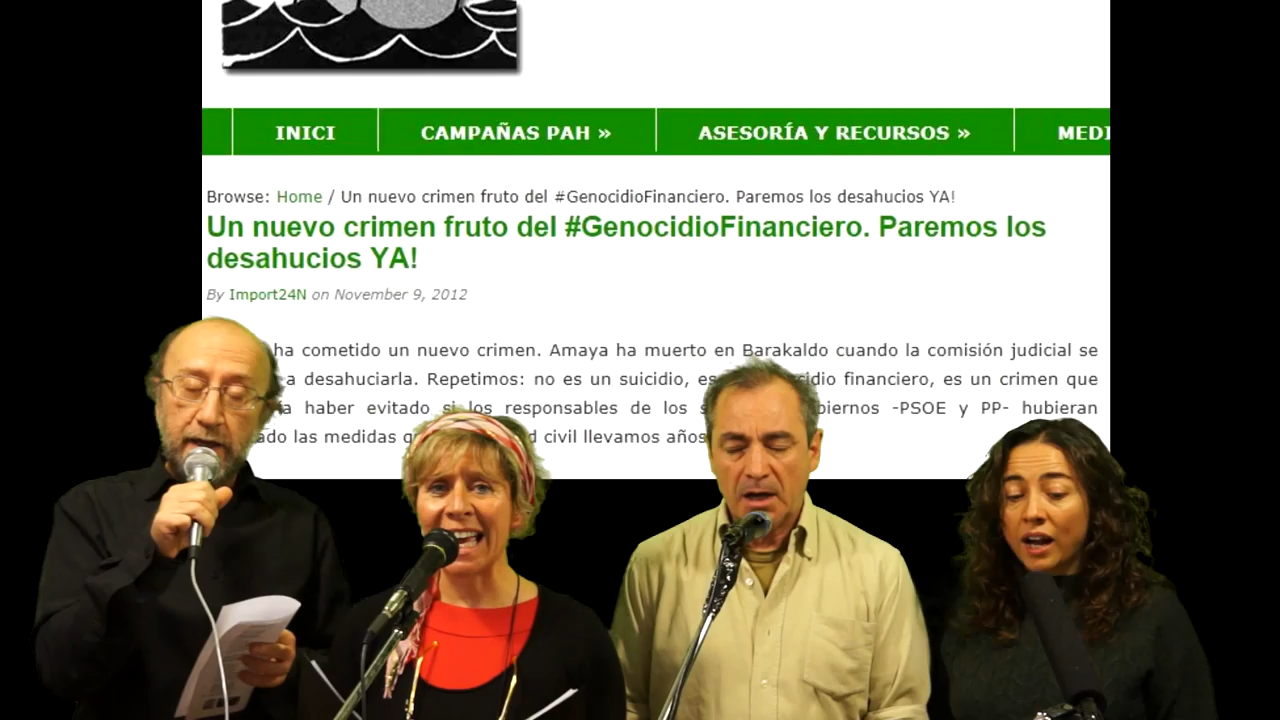 INICI CAMPAÑAS PAH » ASESORÍA Y RECURSOS » MEDI
Browse: Home / Un nuevo crimen fruto del #GenocidioFinanciero. Paremos los desahucios YA!
Un nuevo crimen fruto del #GenocidioFinanciero. Paremos los
desahucios YA!
By Import24N on November 9, 2012
ha cometido un nuevo crimen. Amaya ha muerto en Barakaldo cuando la comisión judicial se
a desahuciarla. Repetimos: no es un suicidio, es financiero, es un crimen que
haber evitado si los responsables de los -PSOE y PP- hubieran
las medidas civil llevamos años